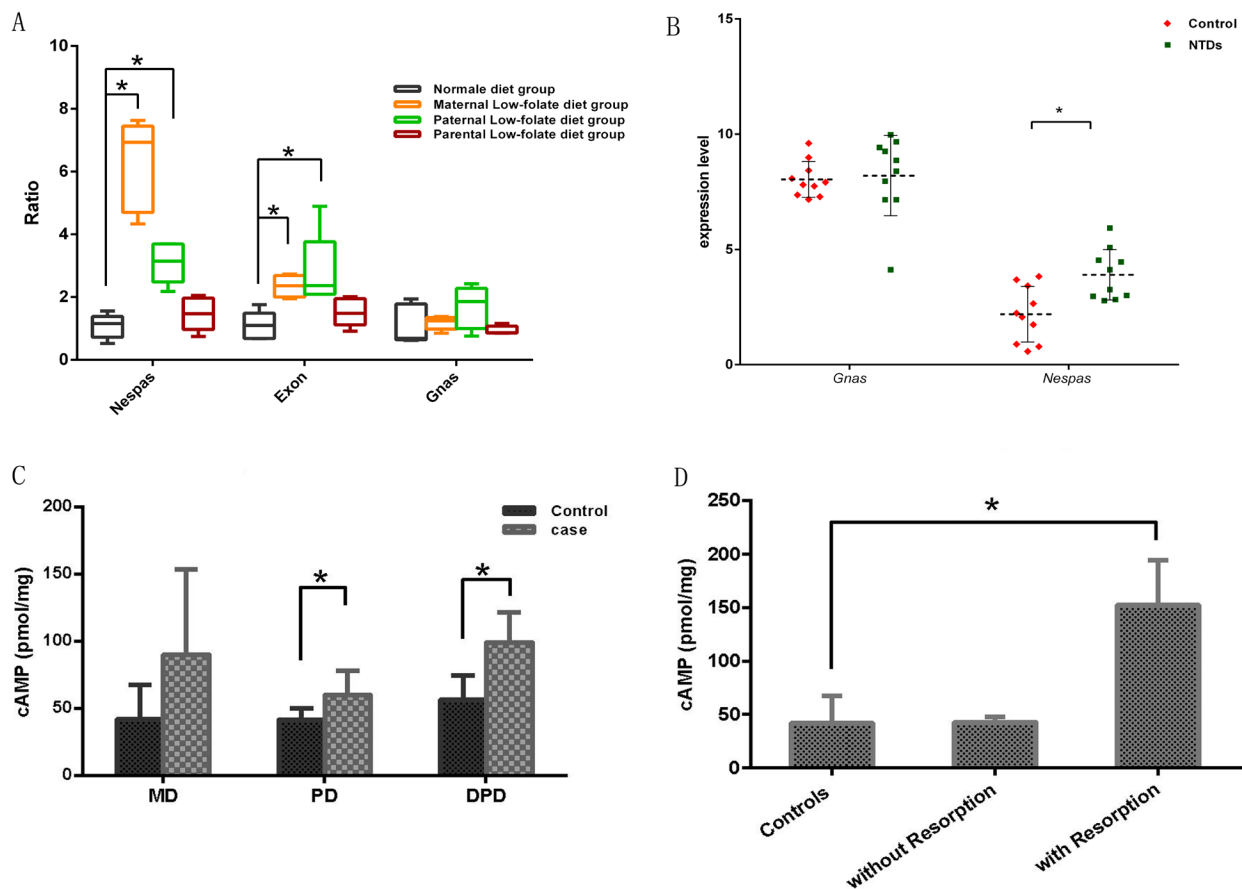 A
Ratio
10
8
6
4
2
0
*
*
*
*
Normale diet group
Maternal Low-folate diet group
Paternal Low-folate diet group
Parental Low-folate diet group
Nespas
Exon
Gnas
B
expression level
15
10
5
0
*
Control
NTDs
Gnas
Nespas
C
cAMP (pmol/mg)
200
150
100
50
0
*
*
Control
case
MD
PD
DPD
D
cAMP (pmol/mg)
250
200
150
100
50
0
*
Controls
without Resorption
with Resorption